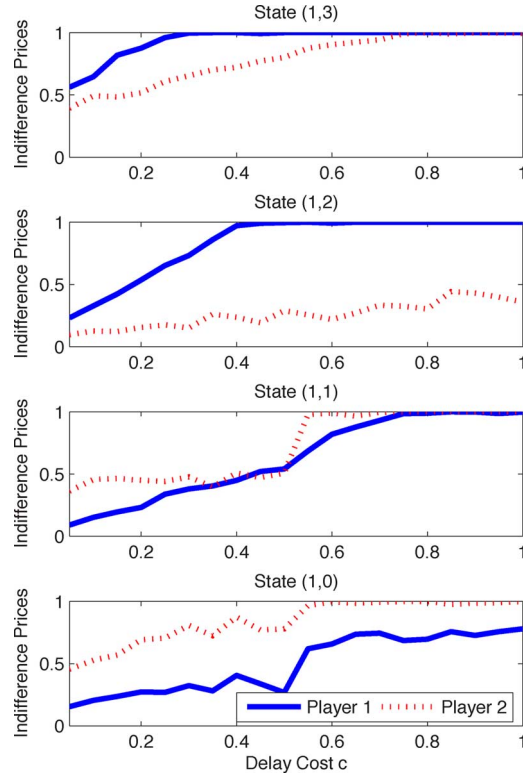 State (1,3)
Indifference Prices
1
0.5
0
0.2 0.4 0.6 0.8 1
State (1,2)
Indifference Prices
1
0.5
0
0.2 0.4 0.6 0.8 1
State (1,1)
Indifference Prices
1
0.5
0
0.2 0.4 0.6 0.8 1
State (1,0)
Indifference Prices
1
0.5
0
Player 1 Player 2
0.2 0.4 0.6 0.8 1
Delay Cost c